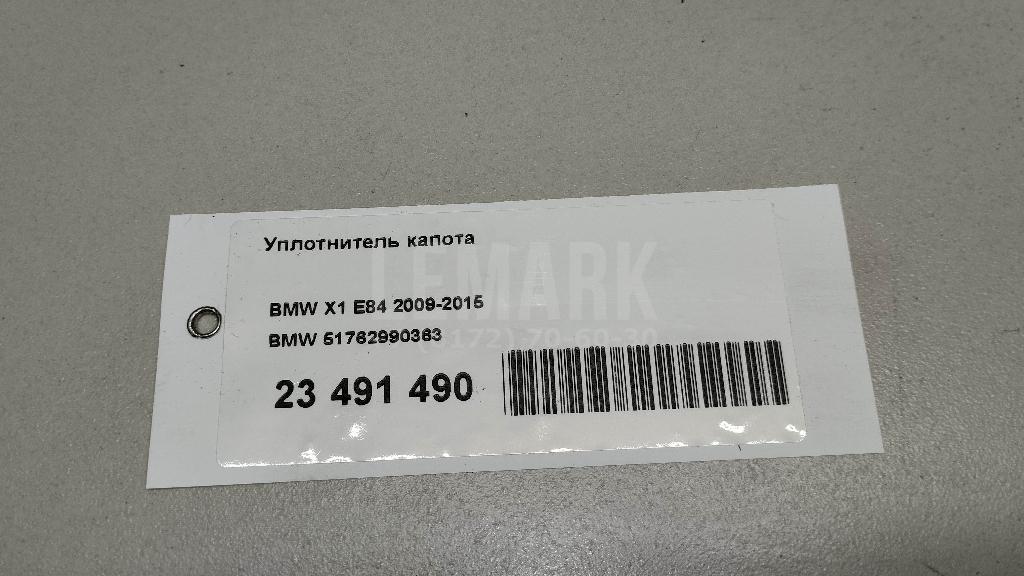 Уплотнитель капота
LEMARK
BMW X1 E84 2009-2015
BMW 51762990363
23 491 490